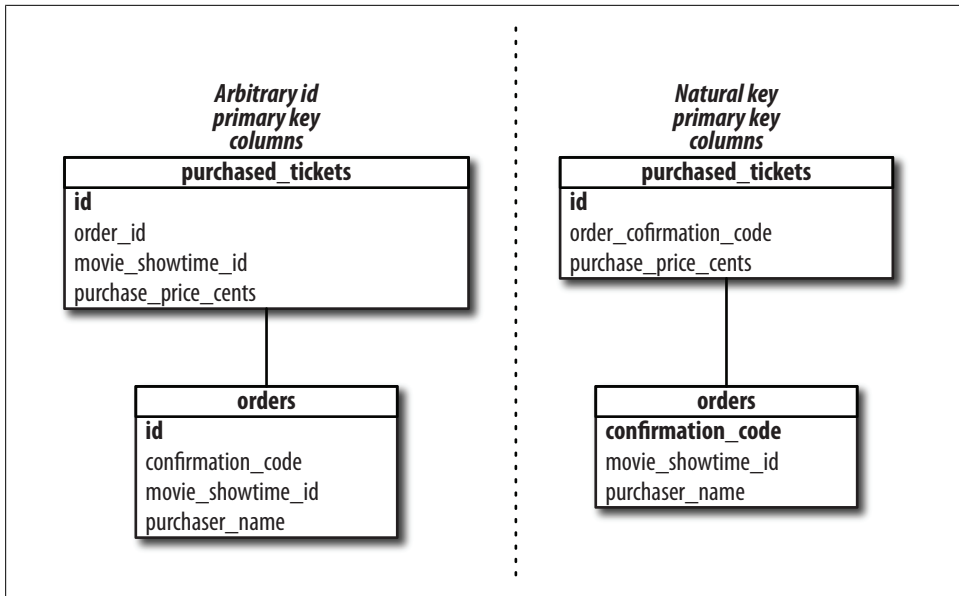 Arbitrary id
primary key
columns
purchased_tickets
id
order_id
movie_showtime_id
purchase_price_cents
orders
id
confirmation_code
movie_showtime_id
purchaser_name
Natural key
primary key
columns
purchased_tickets
id
order_cofirmation_code
purchase_price_cents
orders
confirmation_code
movie_showtime_id
purchaser_name